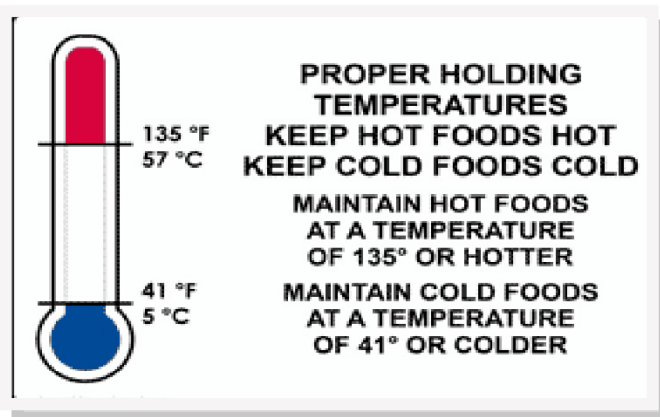 135 °F
57 °C
41 °F
5 °C
PROPER HOLDING
TEMPERATURES
KEEP HOT FOODS HOT
KEEP COLD FOODS COLD
MAINTAIN HOT FOODS
AT A TEMPERATURE
OF 135° OR HOTTER
MAINTAIN COLD FOODS
AT A TEMPERATURE
OF 41° OR COLDER